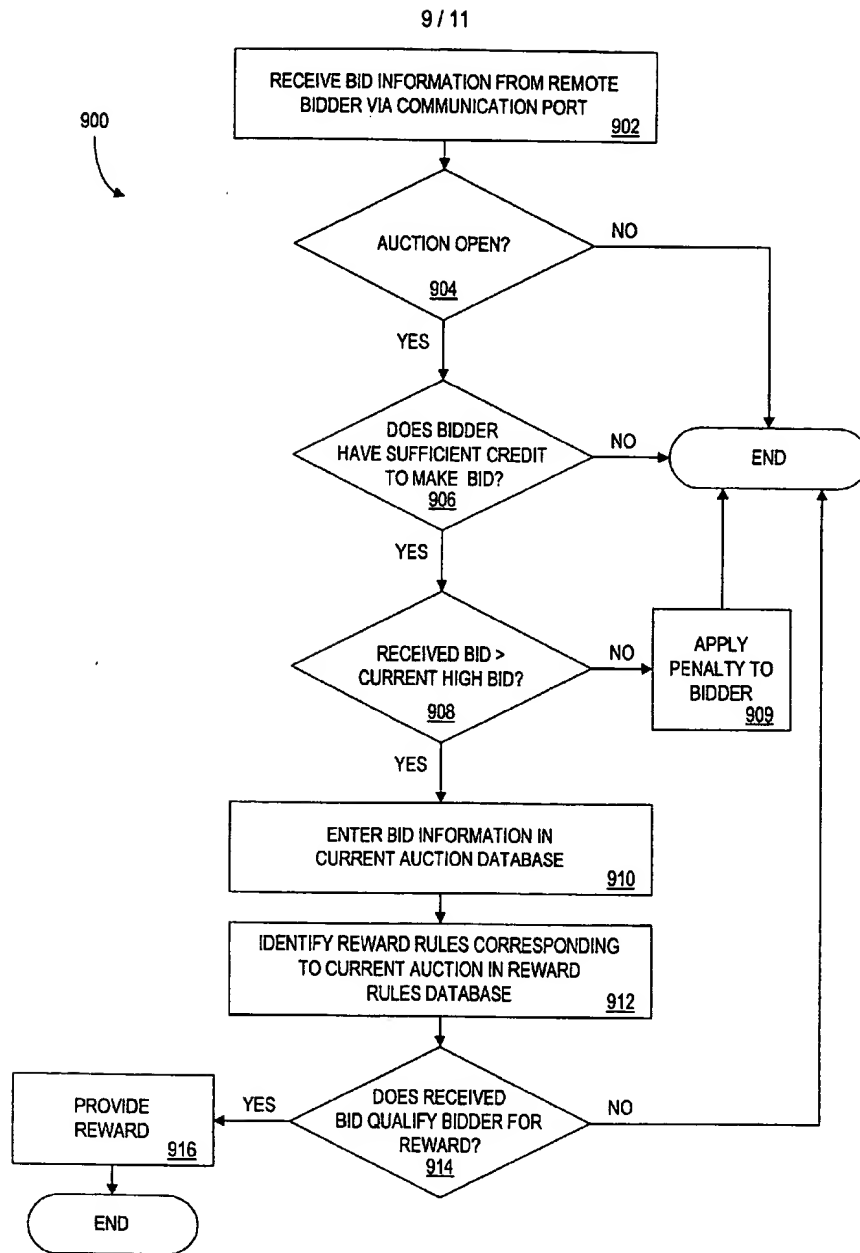 9 / 11
RECEIVE BID INFORMATION FROM REMOTE
BIDDER VIA COMMUNICATION PORT
902
900
AUCTION OPEN?
904
NO
YES
DOES BIDDER
HAVE SUFFICIENT CREDIT
TO MAKE BID?
906
NO
END
YES
RECEIVED BID >
CURRENT HIGH BID?
908
NO
APPLY
PENALTY TO
BIDDER
909
YES
ENTER BID INFORMATION IN
CURRENT AUCTION DATABASE
910
IDENTIFY REWARD RULES CORRESPONDING
TO CURRENT AUCTION IN REWARD
RULES DATABASE
912
DOES RECEIVED
BID QUALIFY BIDDER FOR
REWARD?
914
YES
NO
PROVIDE
REWARD
916
END